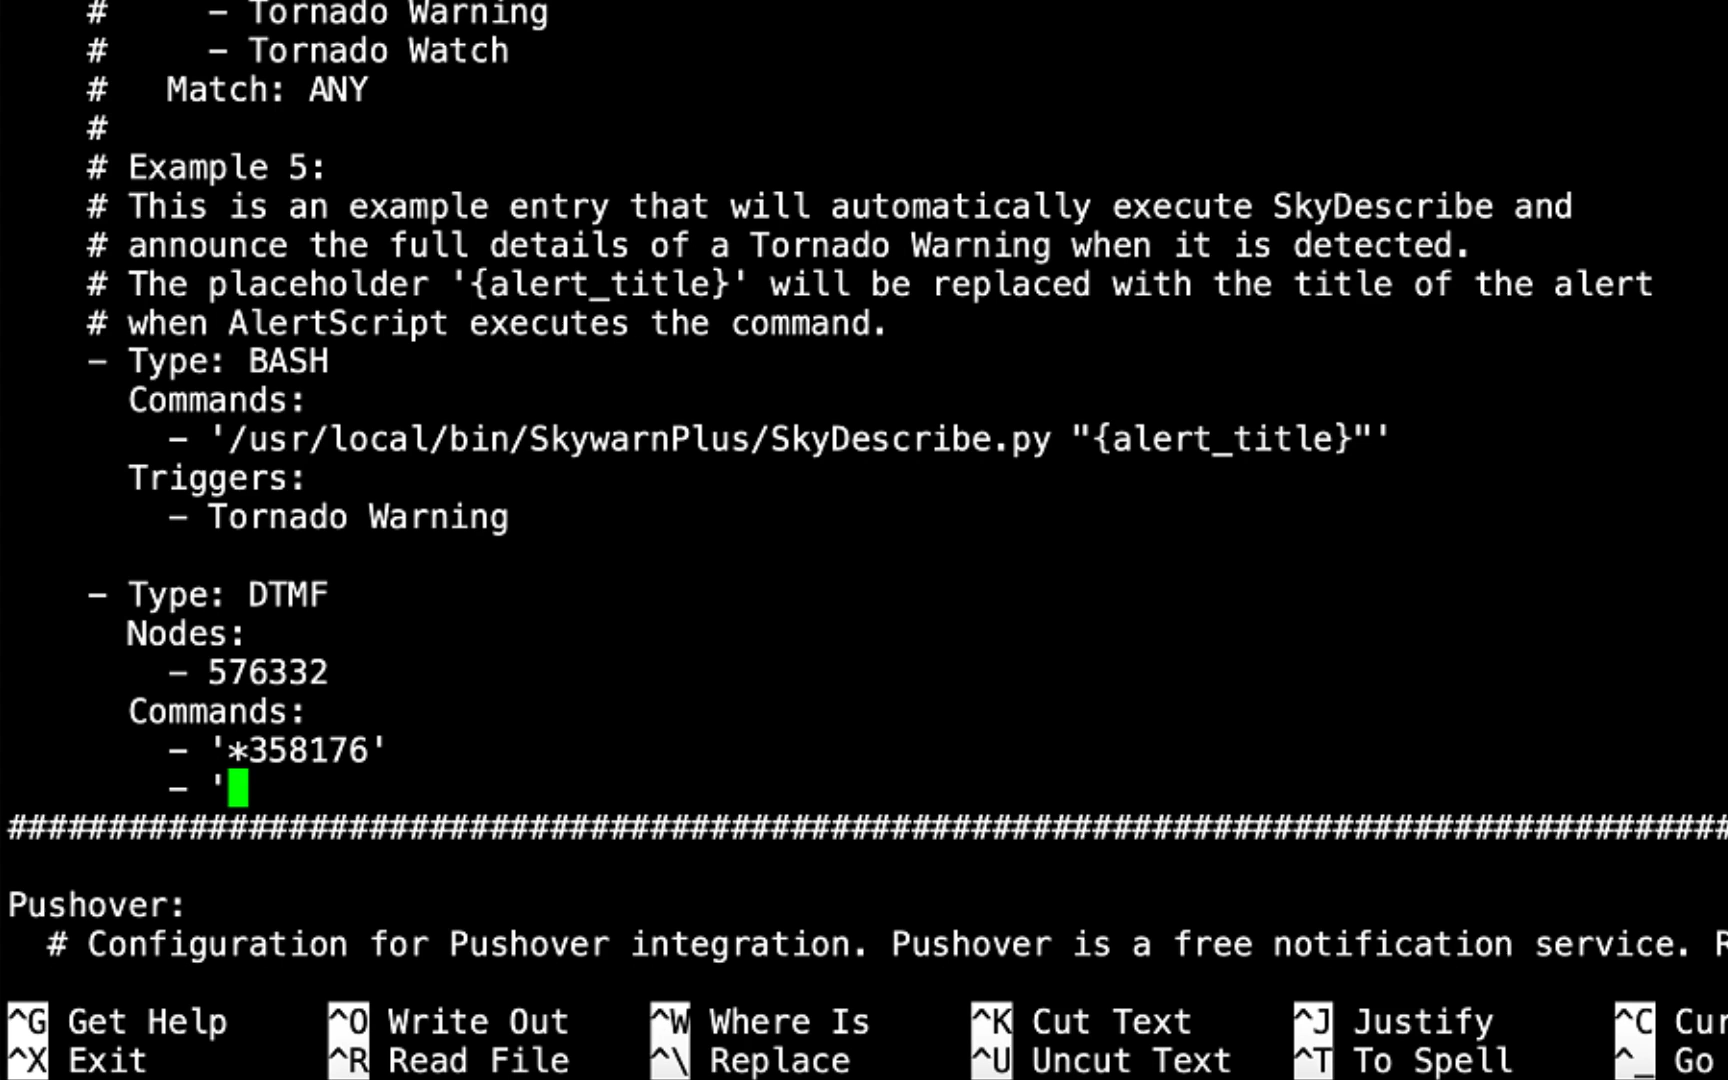 #     - Tornado Warning
#     - Tornado Watch
#   Match: ANY
#
# Example 5:
# This is an example entry that will automatically execute SkyDescribe and
# announce the full details of a Tornado Warning when it is detected.
# The placeholder '{alert_title}' will be replaced with the title of the alert
# when AlertScript executes the command.
- Type: BASH
Commands:
- '/usr/local/bin/SkywarnPlus/SkyDescribe.py "{alert_title}"'
Triggers:
- Tornado Warning
- Type: DTMF
Nodes:
- 576332
Commands:
- '*358176'
- '
######################################################################################
Pushover:
# Configuration for Pushover integration. Pushover is a free notification service. R
^G Get Help ^O Write Out ^W Where Is ^K Cut Text ^J Justify ^C Cur
^X Exit ^R Read File ^\ Replace ^U Uncut Text ^T To Spell ^_ Go